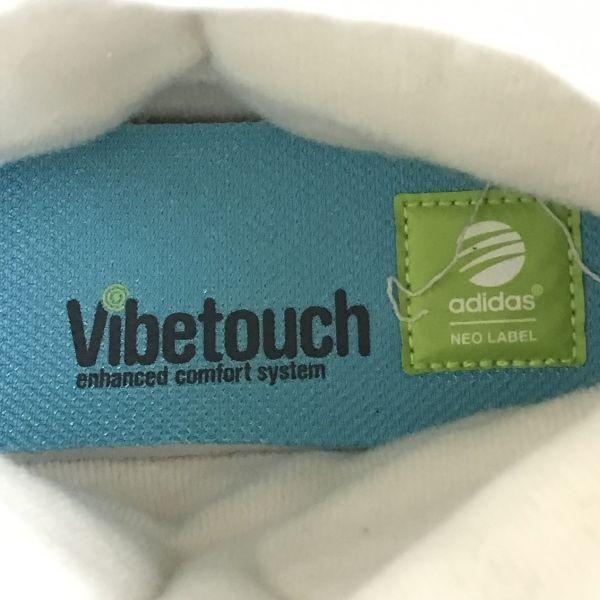 Vibetouch
enhanced comfort system
adidas®
NEO LABEL